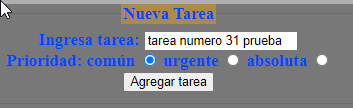 Nueva Tarea
Ingresa tarea: tarea numero 31 prueba
Prioridad: común urgente absoluta
Agregar tarea